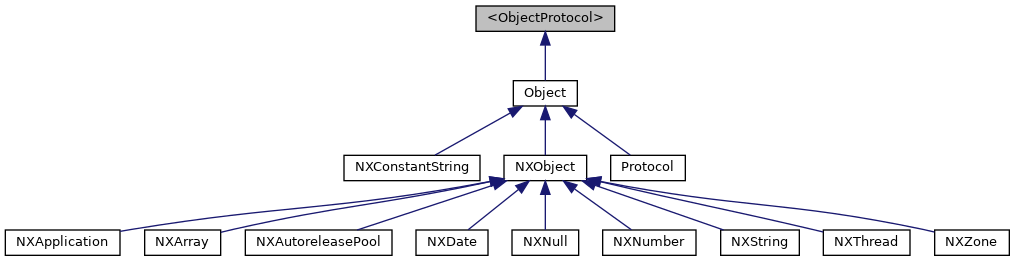 <ObjectProtocol>
Object
NXConstantString
NXObject
Protocol
NXApplication
NXArray
NXAutoreleasePool
NXDate
NXNull
NXNumber
NXString
NXThread
NXZone